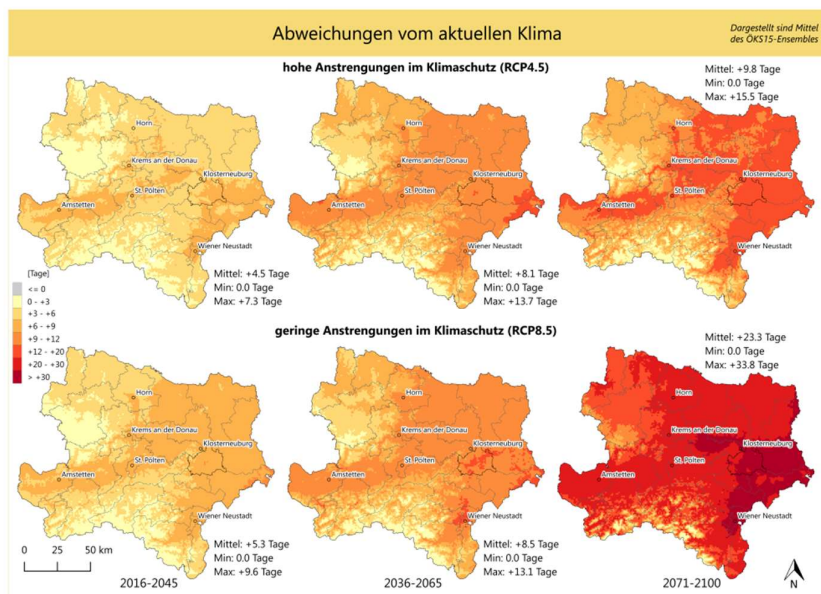 Abweichungen vom aktuellen Klima
Dargestellt sind Mittel
des ÖKS15-Ensembles
hohe Anstrengungen im Klimaschutz (RCP4.5)
Horn
Krems an der Donau
Klosterneuburg
St. Pölten
Amstetten
Wiener Neustadt
Mittel: +4.5 Tage
Min: 0.0 Tage
Max: +7.3 Tage
Horn
Krems an der Donau
Klosterneuburg
St. Pölten
Amstetten
Wiener Neustadt
Mittel: +8.1 Tage
Min: 0.0 Tage
Max: +13.7 Tage
Mittel: +9.8 Tage
Min: 0.0 Tage
Max: +15.5 Tage
Horn
Krems an der Donau
Klosterneuburg
St. Pölten
Amstetten
Wiener Neustadt
[Tage]
<= 0
0 - +3
+3 - +6
+6 - +9
+9 - +12
+12 - +20
+20 - +30
> +30
geringe Anstrengungen im Klimaschutz (RCP8.5)
Horn
Krems an der Donau
Klosterneuburg
St. Pölten
Amstetten
Wiener Neustadt
Mittel: +5.3 Tage
Min: 0.0 Tage
Max: +9.6 Tage
Horn
Krems an der Donau
Klosterneuburg
St. Pölten
Amstetten
Wiener Neustadt
Mittel: +8.5 Tage
Min: 0.0 Tage
Max: +13.1 Tage
Mittel: +23.3 Tage
Min: 0.0 Tage
Max: +33.8 Tage
Horn
Krems an der Donau
Klosterneuburg
St. Pölten
Amstetten
Wiener Neustadt
0 25 50 km
2016-2045
2036-2065
2071-2100
N